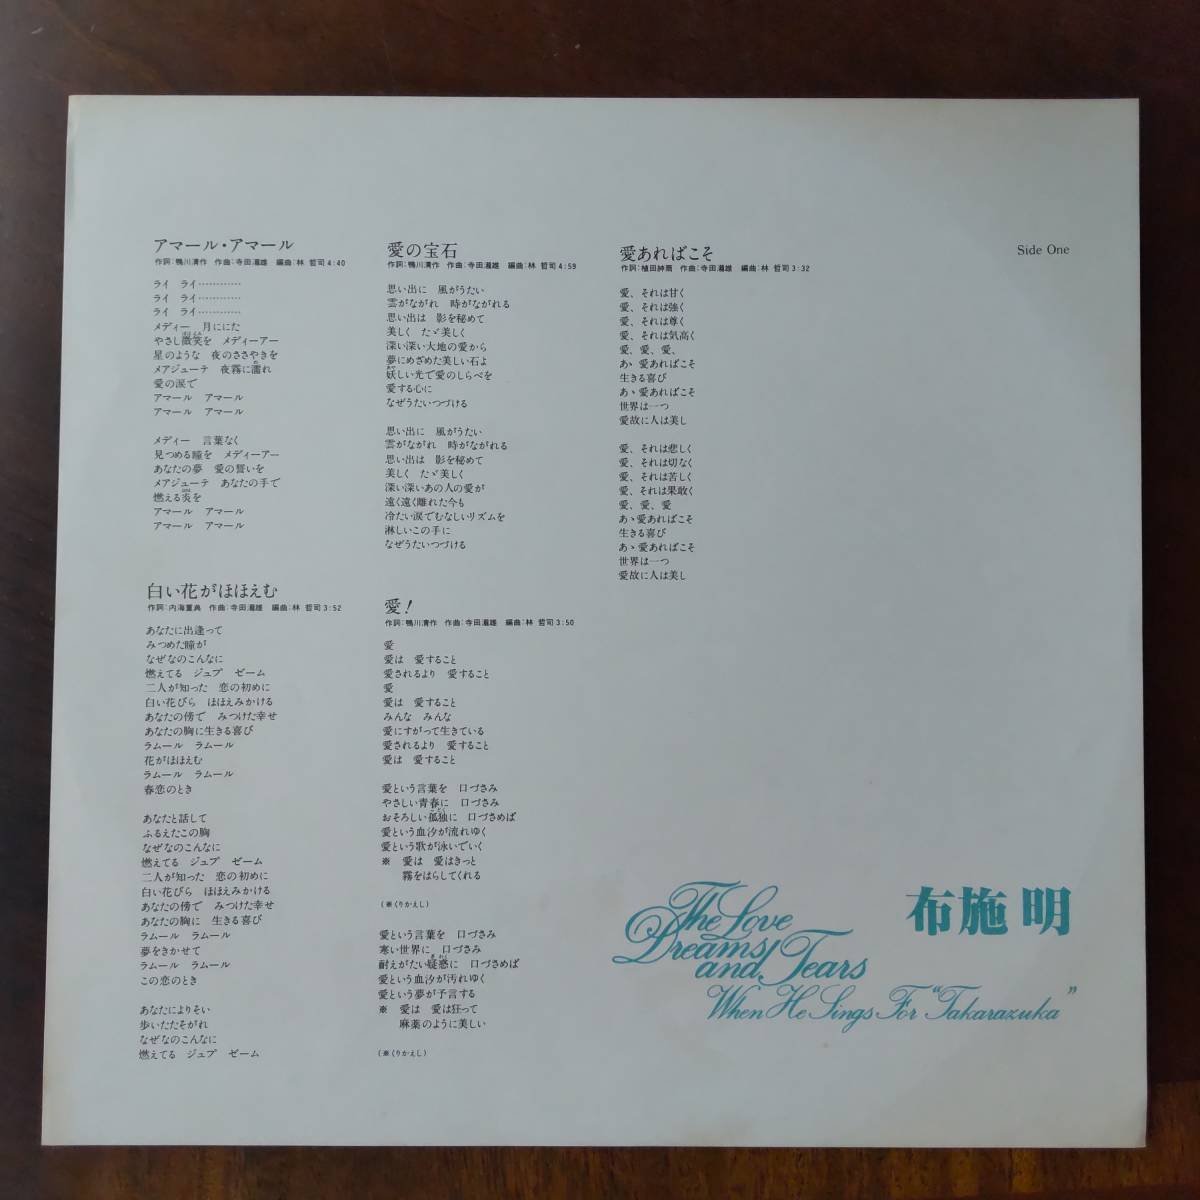 Side One
アマール・アマール
作詞:鴨川清作 作曲:寺田瀧雄 編曲:林 哲司 4:40
ライ ライ…………
ライ ライ…………
ライ ライ…………
メディー 月ににた
やさし微笑を メディーアー
星のような 夜のささやきを
メアジューテ 夜霧に濡れ
愛の涙で
アマール アマール
アマール アマール
メディー 言葉なく
見つめる瞳を メディーアー
あなたの夢 愛の誓いを
メアジューテ あなたの手で
燃える炎を
アマール アマール
アマール アマール
白い花がほほえむ
作詞:内海重典 作曲:寺田瀧雄 編曲:林 哲司 3:52
あなたに出逢って
みつめた瞳が
なぜなのこんなに
燃えてる ジュプ ゼーム
二人が知った 恋の初めに
白い花びら ほほえみかける
あなたの傍で みつけた幸せ
あなたの胸に生きる喜び
ラムール ラムール
花がほほえむ
ラムール ラムール
春恋のとき
あなたと話して
ふるえたこの胸
なぜなのこんなに
燃えてる ジュプ ゼーム
二人が知った 恋の初めに
白い花びら ほほえみかける
あなたの傍で みつけた幸せ
あなたの胸に 生きる喜び
ラムール ラムール
夢をきかせて
ラムール ラムール
この恋のとき
あなたによりそい
歩いたたそがれ
なぜなのこんなに
燃えてる ジュプ ゼーム
愛の宝石
作詞:鴨川清作 作曲:寺田瀧雄 編曲:林 哲司 4:59
思い出に 風がうたい
雲がながれ 時がながれる
思い出は 影を秘めて
美しく たゞ美しく
深い深い大地の愛から
夢にめざめた美しい石よ
妖しい光で愛のしらべを
愛する心に
なぜうたいつづける
思い出に 風がうたい
雲がながれ 時がながれる
思い出は 影を秘めて
美しく たゞ美しく
深い深いあの人の愛が
遠く遠く離れた今も
冷たい涙でむなしいリズムを
淋しいこの手に
なぜうたいつづける
愛!
作詞:鴨川清作 作曲:寺田瀧雄 編曲:林 哲司 3:50
愛
愛は 愛すること
愛されるより 愛すること
愛
愛は 愛すること
みんな みんな
愛にすがって生きている
愛されるより 愛すること
愛は 愛すること
愛という言葉を 口づさみ
やさしい青春に 口づさみ
おそろしい孤独に 口づさめば
愛という血汐が流れゆく
愛という歌が泳いでいく
※ 愛は 愛はきっと
霧をはらしてくれる
(※くりかえし)
愛という言葉を 口づさみ
寒い世界に 口づさみ
耐えがたい疑惑に 口づさめば
愛という血汐が汚れゆく
愛という夢が予言する
※ 愛は 愛は狂って
麻薬のように美しい
(※くりかえし)
愛あればこそ
作詞:植田紳爾 作曲:寺田瀧雄 編曲:林 哲司 3:32
愛、それは甘く
愛、それは強く
愛、それは尊く
愛、それは気高く
愛、愛、愛、
あゝ愛あればこそ
生きる喜び
あゝ愛あればこそ
世界は一つ
愛故に人は美し
愛、それは悲しく
愛、それは切なく
愛、それは苦しく
愛、それは果敢く
愛、愛、愛
あゝ愛あればこそ
生きる喜び
あゝ愛あればこそ
世界は一つ
愛故に人は美し
The Love
Dreams
and Tears
When He Sings For “Takarazuka”
布施 明